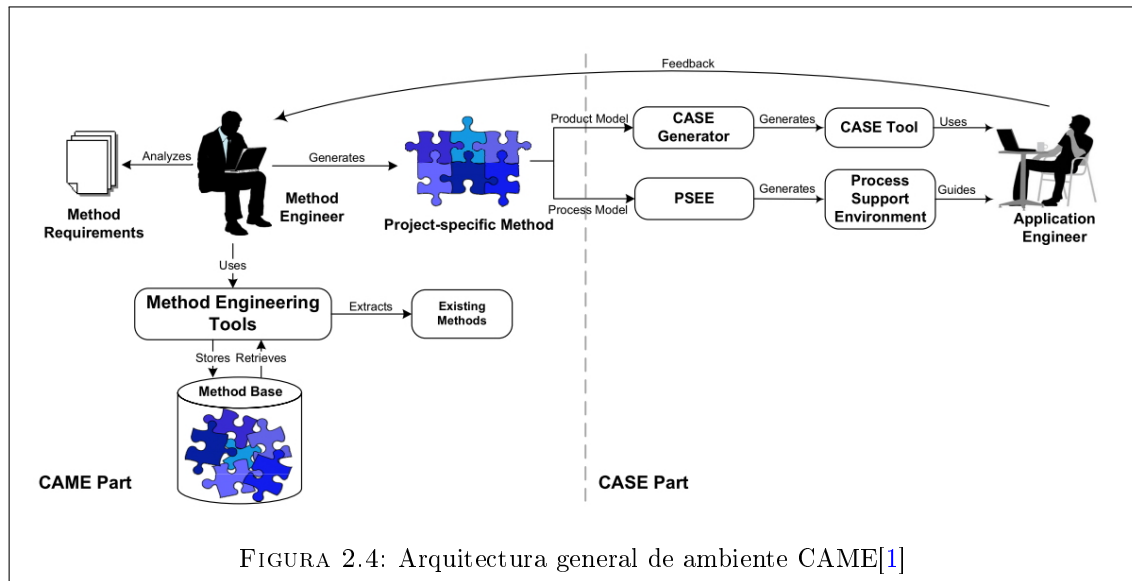 Feedback
Product Model
CASE
Generator
Generates
CASE Tool
Uses
Analyzes
Generates
Method
Requirements
Method
Engineer
Project-specific Method
Process Model
PSEE
Generates
Process
Support
Environment
Guides
Application
Engineer
Uses
Method Engineering
Tools
Extracts
Existing
Methods
Stores
Retrieves
Method Base
CAME Part
CASE Part
FIGURA 2.4: Arquitectura general de ambiente CAME[1]